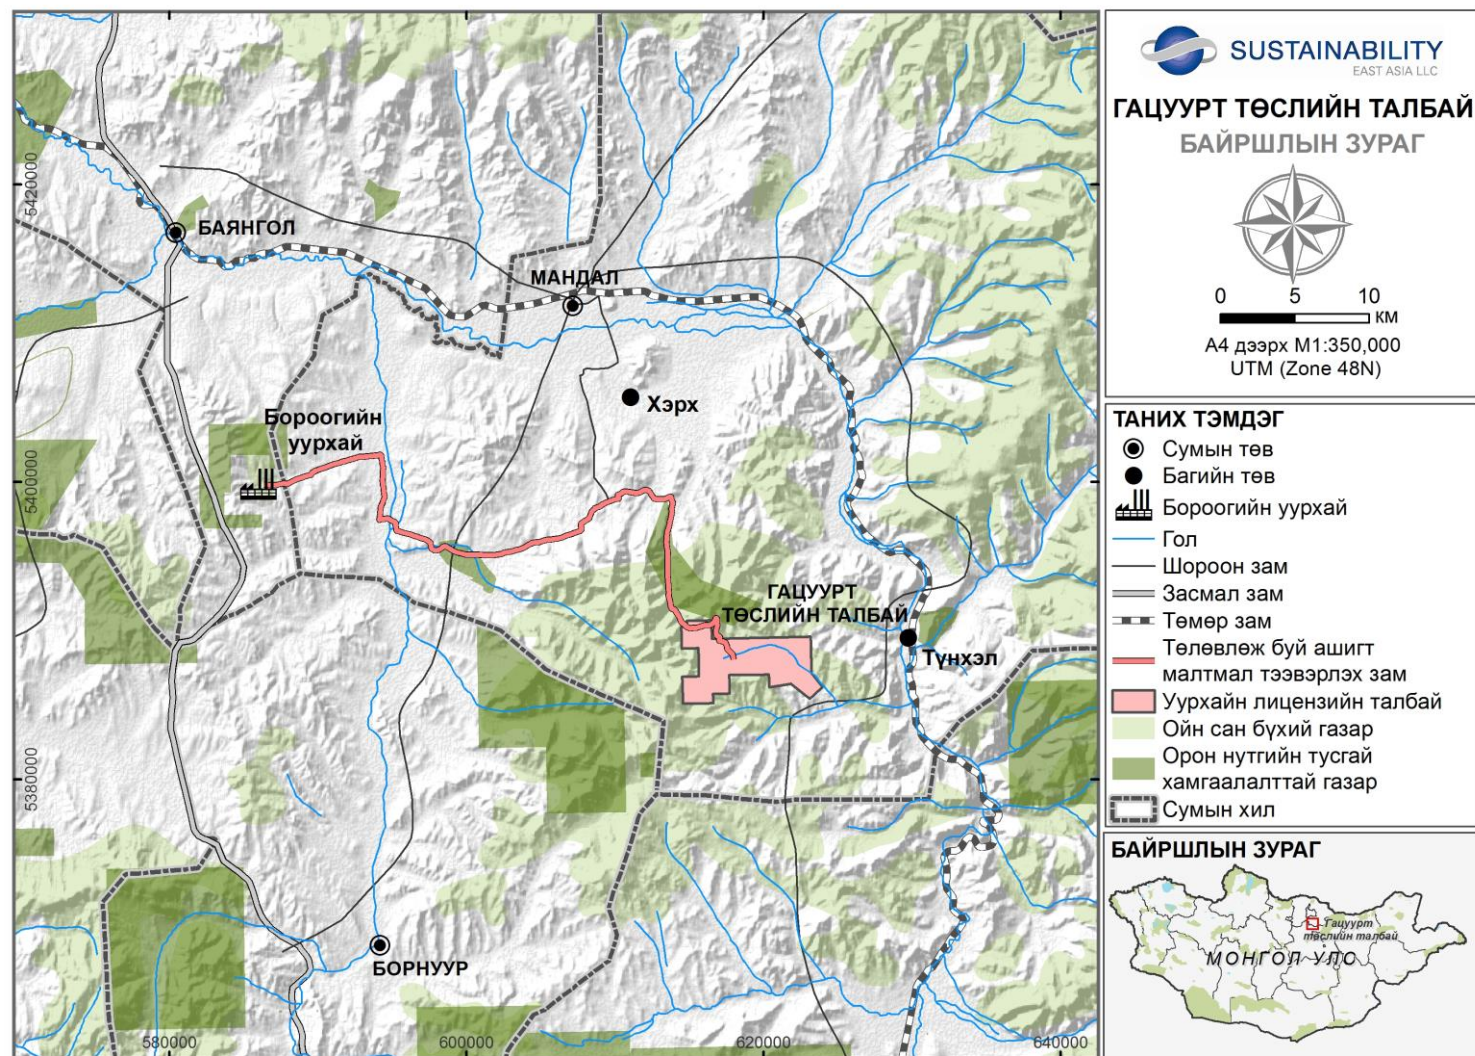 БАЯНГОЛ
МАНДАЛ
Хэрх
Бороогийн
уурхай
ГАЦУУРТ
ТӨСЛИЙН ТАЛБАЙ
Түнхэл
БОРНУУР
5420000
5400000
5380000
580000
600000
620000
640000
SUSTAINABILITY
EAST ASIA LLC
ГАЦУУРТ ТӨСЛИЙН ТАЛБАЙ
БАЙРШЛЫН ЗУРАГ
0 5 10
КМ
А4 дээрх М1:350,000
UTM (Zone 48N)
ТАНИХ ТЭМДЭГ
Сумын төв
Багийн төв
Бороогийн уурхай
Гол
Шороон зам
Засмал зам
Төмөр зам
Төлөвлөж буй ашигт
малтмал тээвэрлэх зам
Уурхайн лицензийн талбай
Ойн сан бүхий газар
Орон нутгийн тусгай
хамгаалалттай газар
Сумын хил
БАЙРШЛЫН ЗУРАГ
Гацуурт
төслийн талбай
МОНГОЛ УЛС